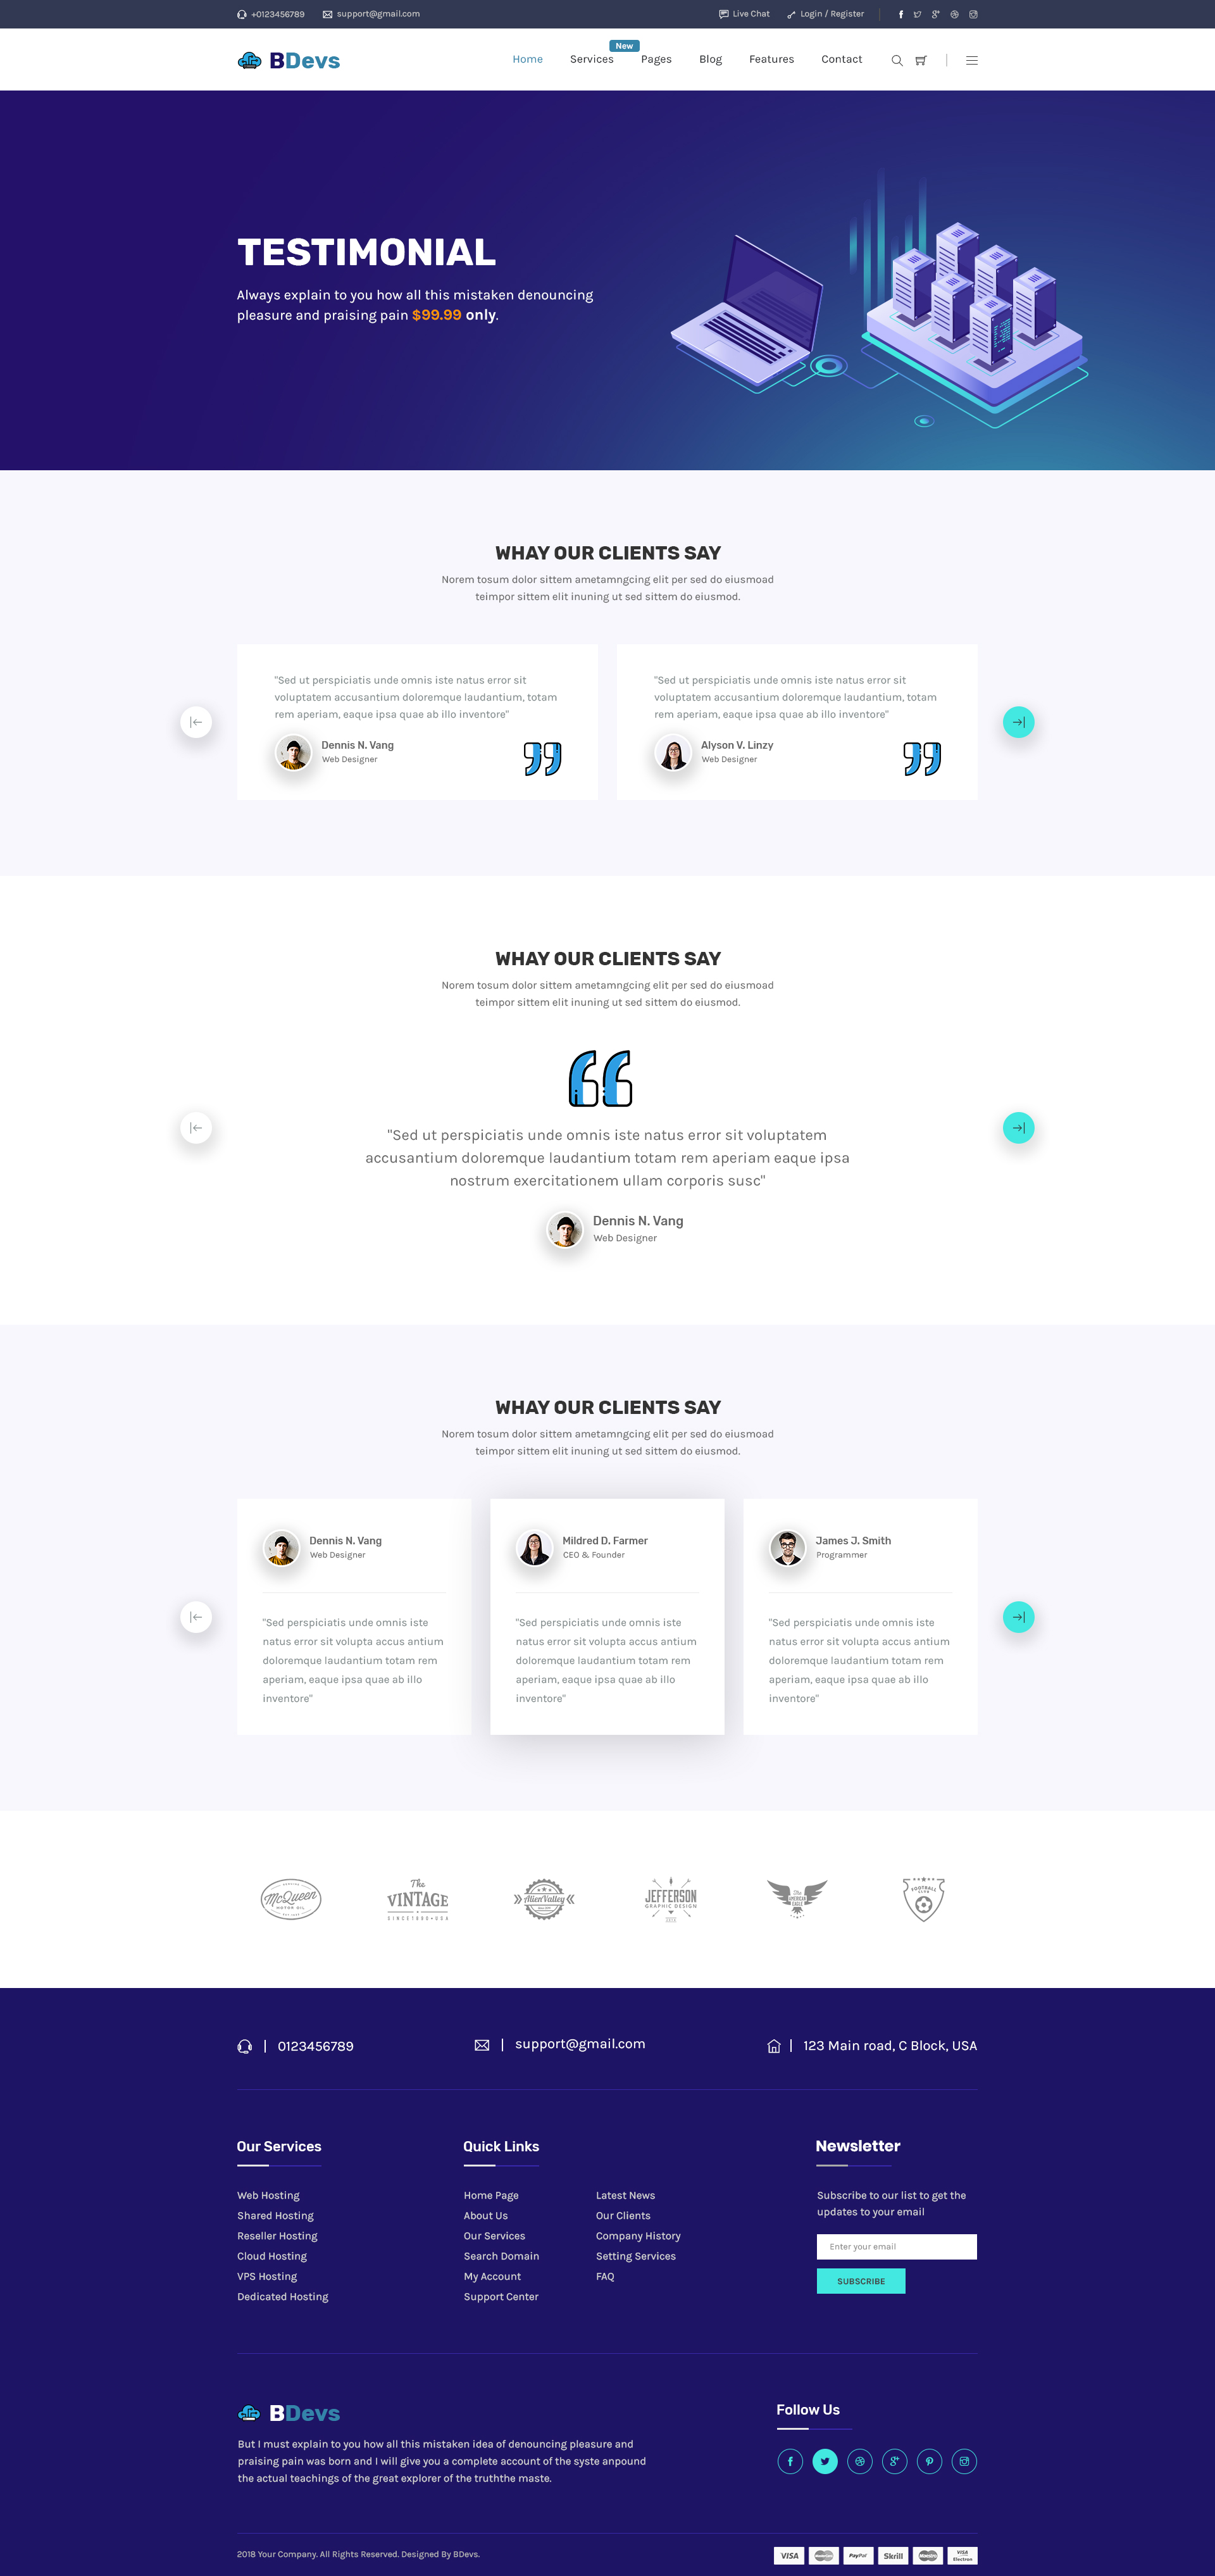 +0123456789 support@gmail.com Live Chat Login / Register
BDevs Home Services New Pages Blog Features Contact
TESTIMONIAL
Always explain to you how all this mistaken denouncing
pleasure and praising pain $99.99 only.
WHAY OUR CLIENTS SAY
Norem tosum dolor sittem ametamngcing elit per sed do eiusmoad
teimpor sittem elit inuning ut sed sittem do eiusmod.
"Sed ut perspiciatis unde omnis iste natus error sit
voluptatem accusantium doloremque laudantium, totam
rem aperiam, eaque ipsa quae ab illo inventore"
Dennis N. Vang
Web Designer
"Sed ut perspiciatis unde omnis iste natus error sit
voluptatem accusantium doloremque laudantium, totam
rem aperiam, eaque ipsa quae ab illo inventore"
Alyson V. Linzy
Web Designer
WHAY OUR CLIENTS SAY
Norem tosum dolor sittem ametamngcing elit per sed do eiusmoad
teimpor sittem elit inuning ut sed sittem do eiusmod.
"Sed ut perspiciatis unde omnis iste natus error sit voluptatem
accusantium doloremque laudantium totam rem aperiam eaque ipsa
nostrum exercitationem ullam corporis susc"
Dennis N. Vang
Web Designer
WHAY OUR CLIENTS SAY
Norem tosum dolor sittem ametamngcing elit per sed do eiusmoad
teimpor sittem elit inuning ut sed sittem do eiusmod.
Dennis N. Vang
Web Designer
"Sed perspiciatis unde omnis iste
natus error sit volupta accus antium
doloremque laudantium totam rem
aperiam, eaque ipsa quae ab illo
inventore"
Mildred D. Farmer
CEO & Founder
"Sed perspiciatis unde omnis iste
natus error sit volupta accus antium
doloremque laudantium totam rem
aperiam, eaque ipsa quae ab illo
inventore"
James J. Smith
Programmer
"Sed perspiciatis unde omnis iste
natus error sit volupta accus antium
doloremque laudantium totam rem
aperiam, eaque ipsa quae ab illo
inventore"
McQueen
MOTOR OIL
The
VINTAGE
SINCE1880•USA
AlienValley
JEFFERSON
GRAPHIC DESIGN
The
AMERICAN
EAGLE
FOOTBALL
CLUB
0123456789
support@gmail.com
123 Main road, C Block, USA
Our Services
Web Hosting
Shared Hosting
Reseller Hosting
Cloud Hosting
VPS Hosting
Dedicated Hosting
Quick Links
Home Page
About Us
Our Services
Search Domain
My Account
Support Center
Latest News
Our Clients
Company History
Setting Services
FAQ
Newsletter
Subscribe to our list to get the
updates to your email
Enter your email
SUBSCRIBE
BDevs
But I must explain to you how all this mistaken idea of denouncing pleasure and
praising pain was born and I will give you a complete account of the syste anpound
the actual teachings of the great explorer of the truththe maste.
Follow Us
2018 Your Company. All Rights Reserved. Designed By BDevs.
VISA PayPal Skrill VISA
Electron